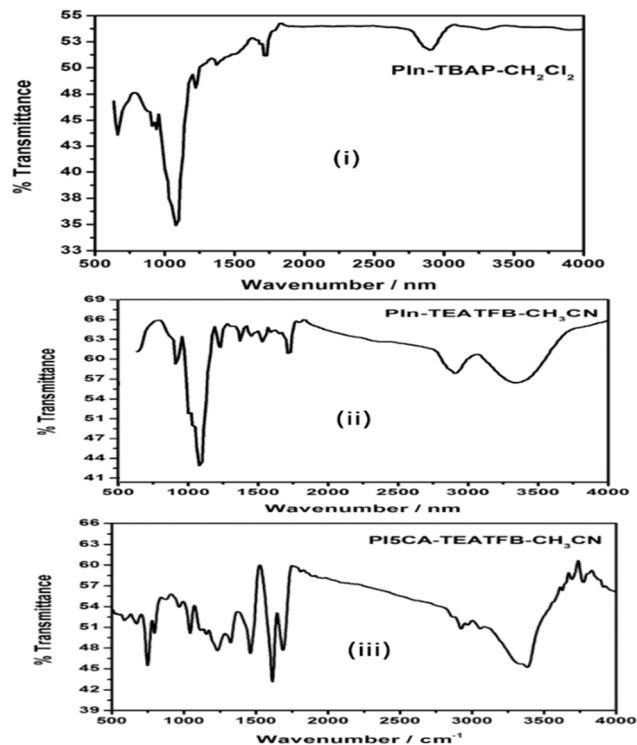 55
53
50
48
45
43
40
38
35
33
% Transmittance
PIn-TBAP-CH₂Cl₂
(i)
500 1000 1500 2000 2500 3000 3500 4000
Wavenumber / nm
69
66
63
60
57
54
51
47
44
41
% Transmittance
PIn-TEATFB-CH₃CN
(ii)
500 1000 1500 2000 2500 3000 3500 4000
Wavenumber / nm
66
63
60
57
54
51
48
45
42
39
% Transmittance
PI5CA-TEATFB-CH₃CN
(iii)
500 1000 1500 2000 2500 3000 3500 4000
Wavenumber / cm⁻¹